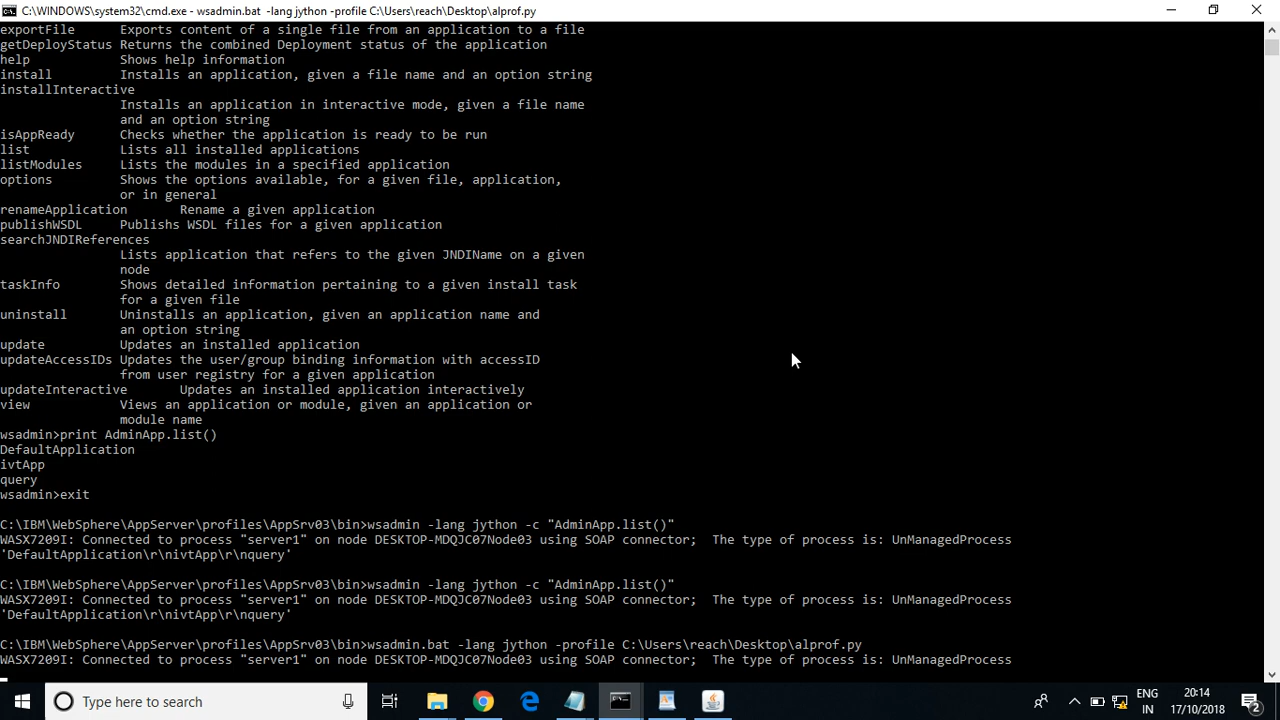 C:\WINDOWS\system32\cmd.exe - wsadmin.bat -lang jython -profile C:\Users\reach\Desktop\alprof.py
exportFile Exports content of a single file from an application to a file
getDeployStatus Returns the combined Deployment status of the application
help Shows help information
install Installs an application, given a file name and an option string
installInteractive
Installs an application in interactive mode, given a file name
and an option string
isAppReady Checks whether the application is ready to be run
list Lists all installed applications
listModules Lists the modules in a specified application
options Shows the options available, for a given file, application,
or in general
renameApplication Rename a given application
publishWSDL Publishs WSDL files for a given application
searchJNDIReferences
Lists application that refers to the given JNDIName on a given
node
taskInfo Shows detailed information pertaining to a given install task
for a given file
uninstall Uninstalls an application, given an application name and
an option string
update Updates an installed application
updateAccessIDs Updates the user/group binding information with accessID
from user registry for a given application
updateInteractive Updates an installed application interactively
view Views an application or module, given an application or
module name
wsadmin>print AdminApp.list()
DefaultApplication
ivtApp
query
wsadmin>exit
C:\IBM\WebSphere\AppServer\profiles\AppSrv03\bin>wsadmin -lang jython -c "AdminApp.list()"
WASX7209I: Connected to process "server1" on node DESKTOP-MDQJC07Node03 using SOAP connector; The type of process is: UnManagedProcess
'DefaultApplication\r\nivtApp\r\nquery'
C:\IBM\WebSphere\AppServer\profiles\AppSrv03\bin>wsadmin -lang jython -c "AdminApp.list()"
WASX7209I: Connected to process "server1" on node DESKTOP-MDQJC07Node03 using SOAP connector; The type of process is: UnManagedProcess
'DefaultApplication\r\nivtApp\r\nquery'
C:\IBM\WebSphere\AppServer\profiles\AppSrv03\bin>wsadmin.bat -lang jython -profile C:\Users\reach\Desktop\alprof.py
WASX7209I: Connected to process "server1" on node DESKTOP-MDQJC07Node03 using SOAP connector; The type of process is: UnManagedProcess
Type here to search
ENG
IN
20:14
17/10/2018
2